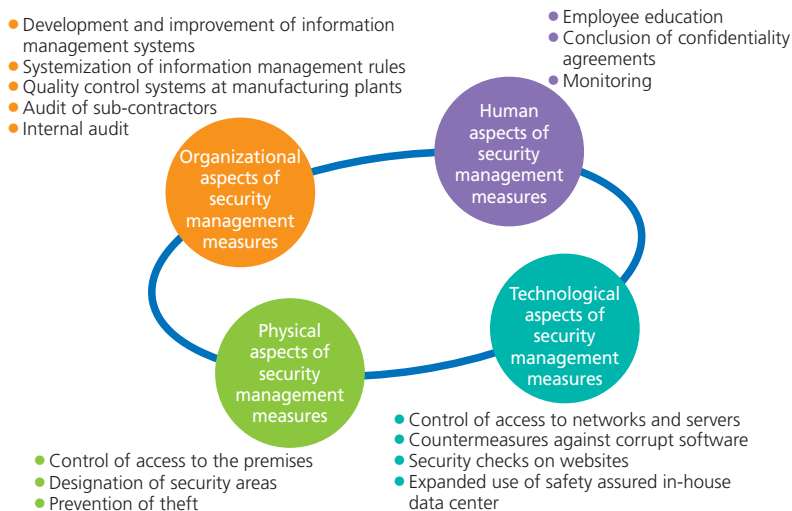 Development and improvement of information
management systems
Systemization of information management rules
Quality control systems at manufacturing plants
Audit of sub-contractors
Internal audit
Employee education
Conclusion of confidentiality
agreements
Monitoring
Organizational
aspects of
security
management
measures
Human
aspects of
security
management
measures
Physical
aspects of
security
management
measures
Technological
aspects of
security
management
measures
Control of access to the premises
Designation of security areas
Prevention of theft
Control of access to networks and servers
Countermeasures against corrupt software
Security checks on websites
Expanded use of safety assured in-house
data center